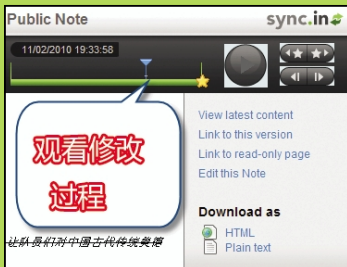 Public Note
sync.in
11/02/2010 19:33:58
观看修改
过程
View latest content
Link to this version
Link to read-only page
Edit this Note
Download as
HTML
Plain text
让队员们对中国古代传统美德